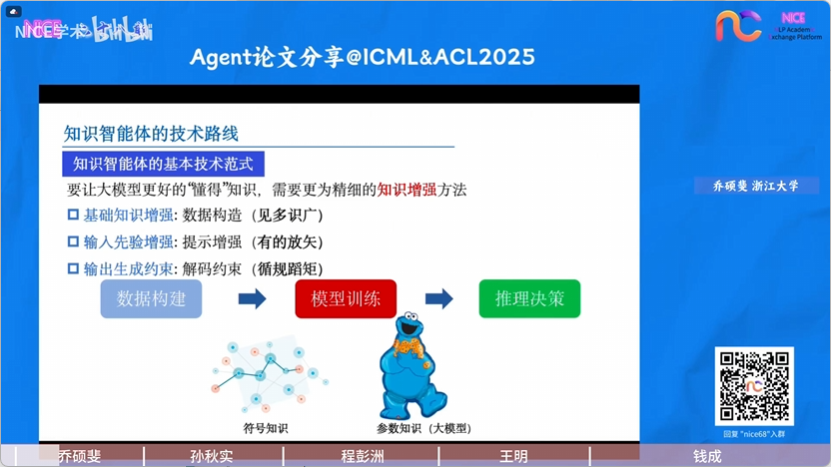 NICE学术
bilibili
NICE
LP Academ
xchange Platform
Agent论文分享@ICML&ACL2025
知识智能体的技术路线
知识智能体的基本技术范式
要让大模型更好的“懂得”知识，需要更为精细的知识增强方法
基础知识增强: 数据构造（见多识广）
输入先验增强: 提示增强（有的放矢）
输出生成约束: 解码约束（循规蹈矩）
数据构建
模型训练
推理决策
符号知识
参数知识（大模型）
乔硕斐 浙江大学
nc
回复 "nice68"入群
乔硕斐
孙秋实
程彭洲
王明
钱成